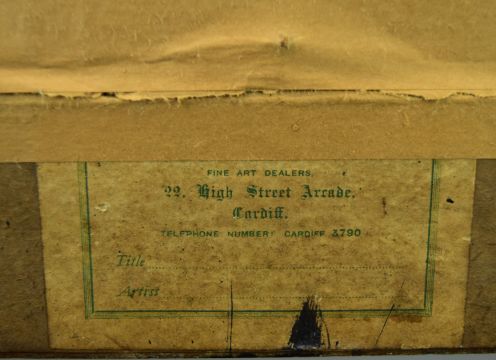 FINE ART DEALERS,
22, High Street Arcade,
Cardiff.
TELEPHONE NUMBER: CARDIFF 3790
Title
Artist